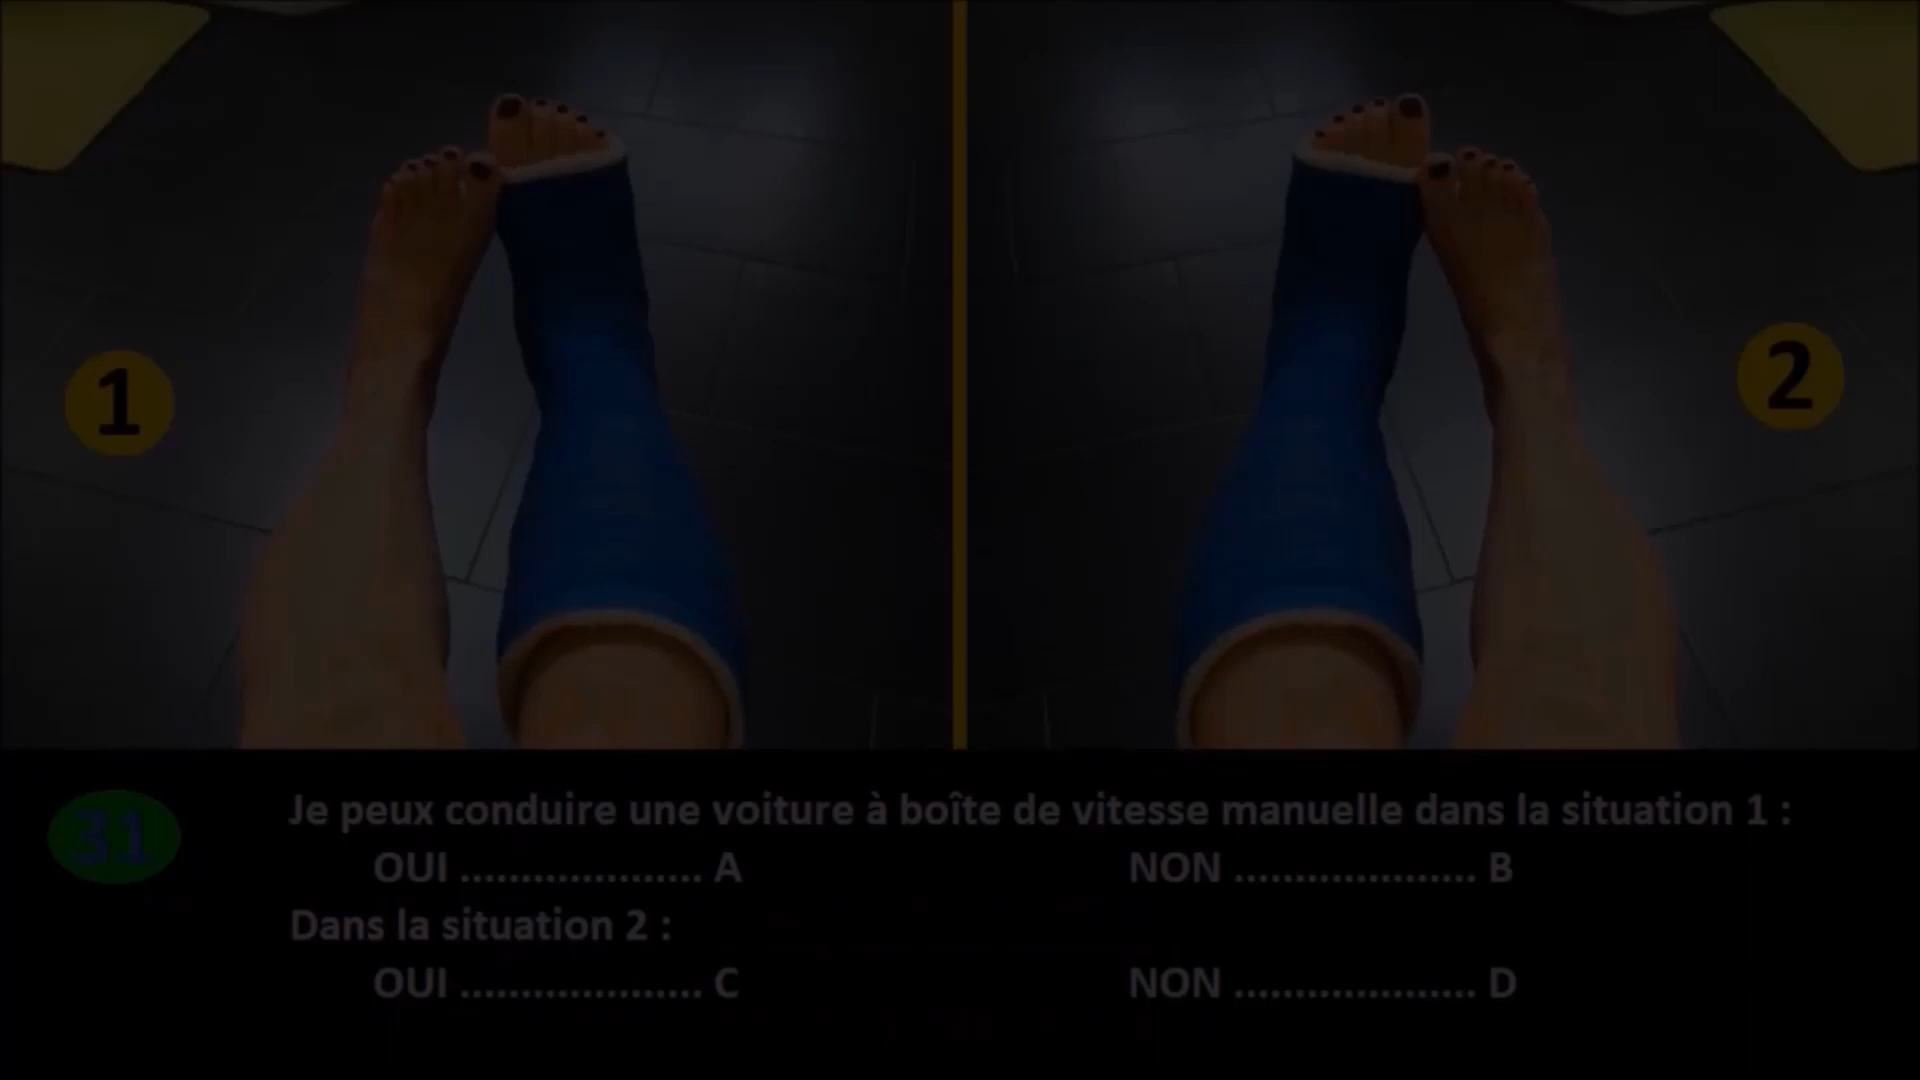 1
2
31
Je peux conduire une voiture à boîte de vitesse manuelle dans la situation 1 :
OUI .................... A
NON .................... B
Dans la situation 2 :
OUI .................... C
NON .................... D